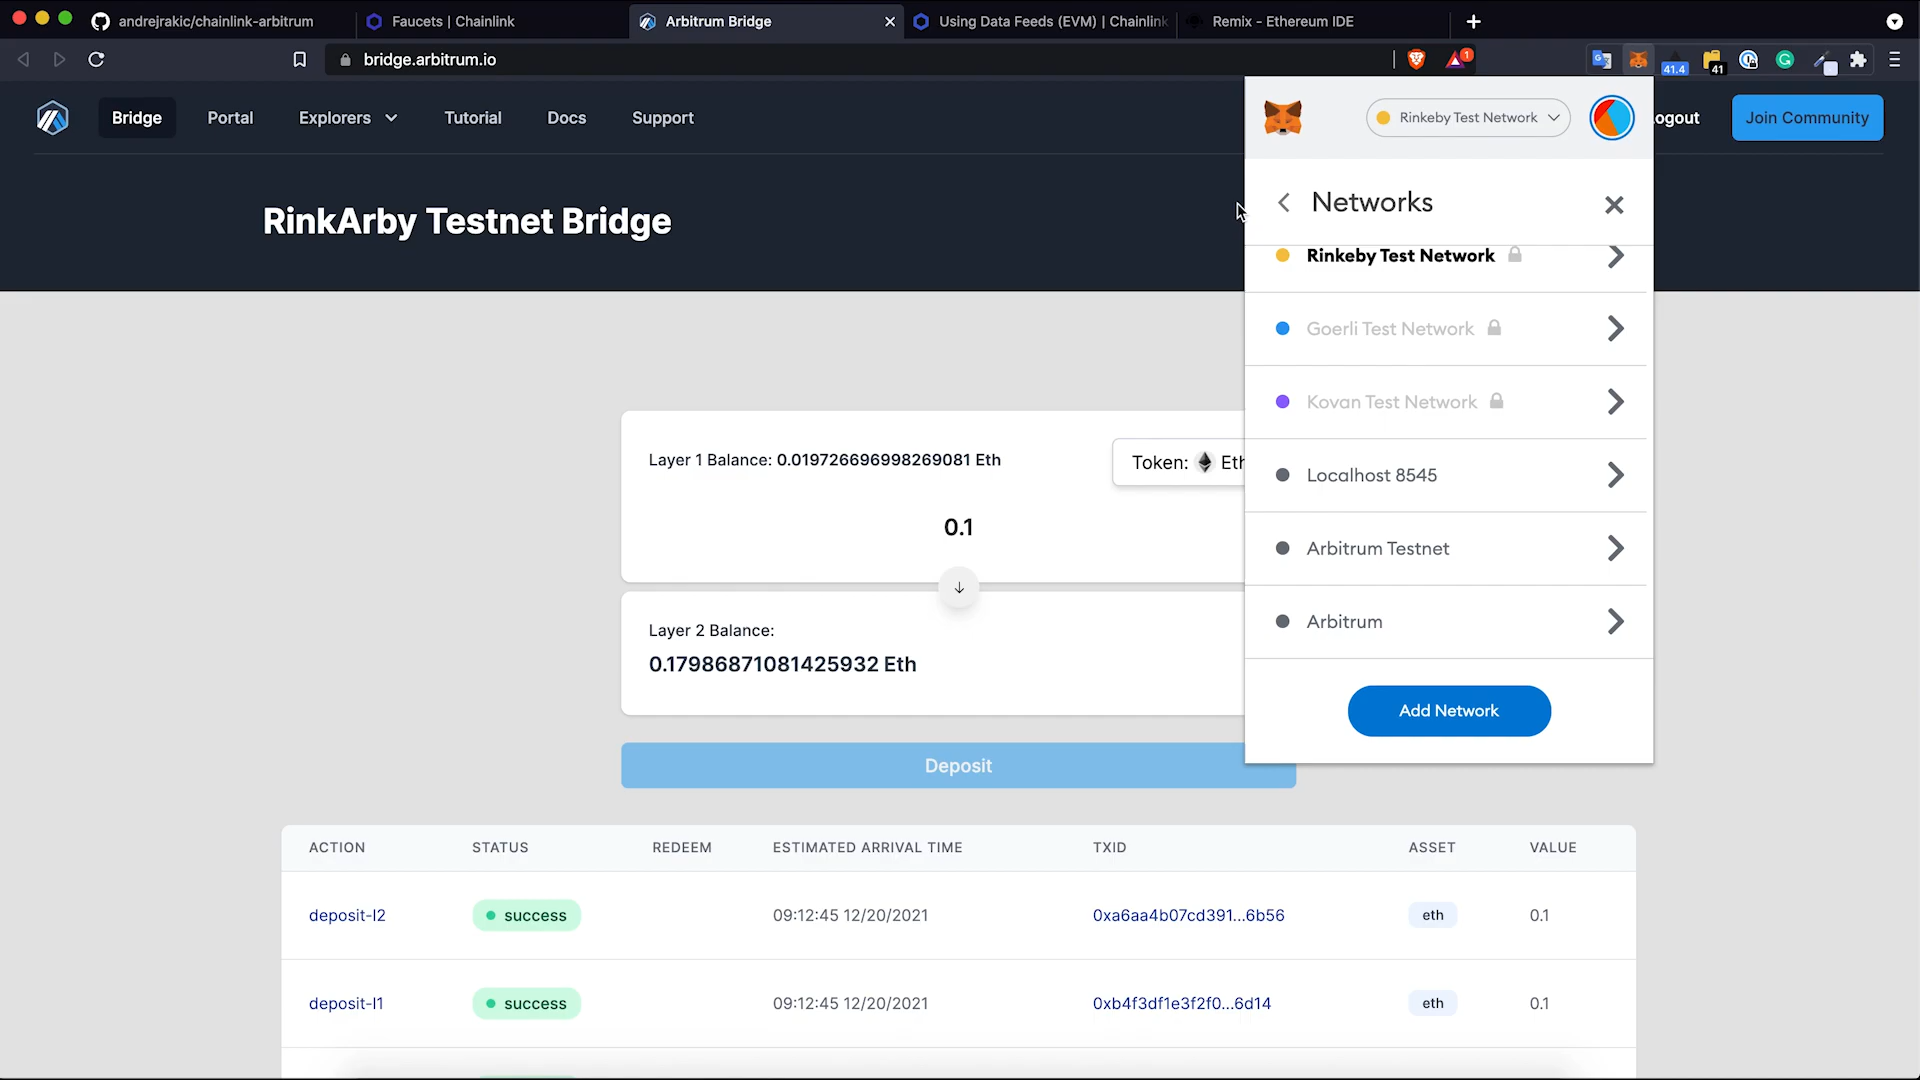 andrejrakic/chainlink-arbitrum
Faucets | Chainlink
Arbitrum Bridge
Using Data Feeds (EVM) | Chainlink
Remix - Ethereum IDE
bridge.arbitrum.io
1
41.4
41
Bridge
Portal
Explorers
Tutorial
Docs
Support
Rinkeby Test Network
ogout
Join Community
RinkArby Testnet Bridge
Networks
Rinkeby Test Network
Goerli Test Network
Kovan Test Network
Localhost 8545
Arbitrum Testnet
Arbitrum
Add Network
Layer 1 Balance: 0.019726696998269081 Eth
Token: Eth
0.1
Layer 2 Balance:
0.17986871081425932 Eth
Deposit
ACTION STATUS REDEEM ESTIMATED ARRIVAL TIME TXID ASSET VALUE
deposit-l2 success 09:12:45 12/20/2021 0xa6aa4b07cd391...6b56 eth 0.1
deposit-l1 success 09:12:45 12/20/2021 0xb4f3df1e3f2f0...6d14 eth 0.1